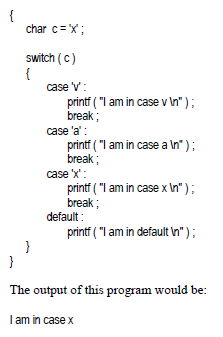 {
char c = 'x' ;
switch ( c )
{
case 'v' :
printf ( "I am in case v \n" ) ;
break ;
case 'a' :
printf ( "I am in case a \n" ) ;
break ;
case 'x' :
printf ( "I am in case x \n" ) ;
break ;
default :
printf ( "I am in default \n" ) ;
}
}
The output of this program would be:
I am in case x